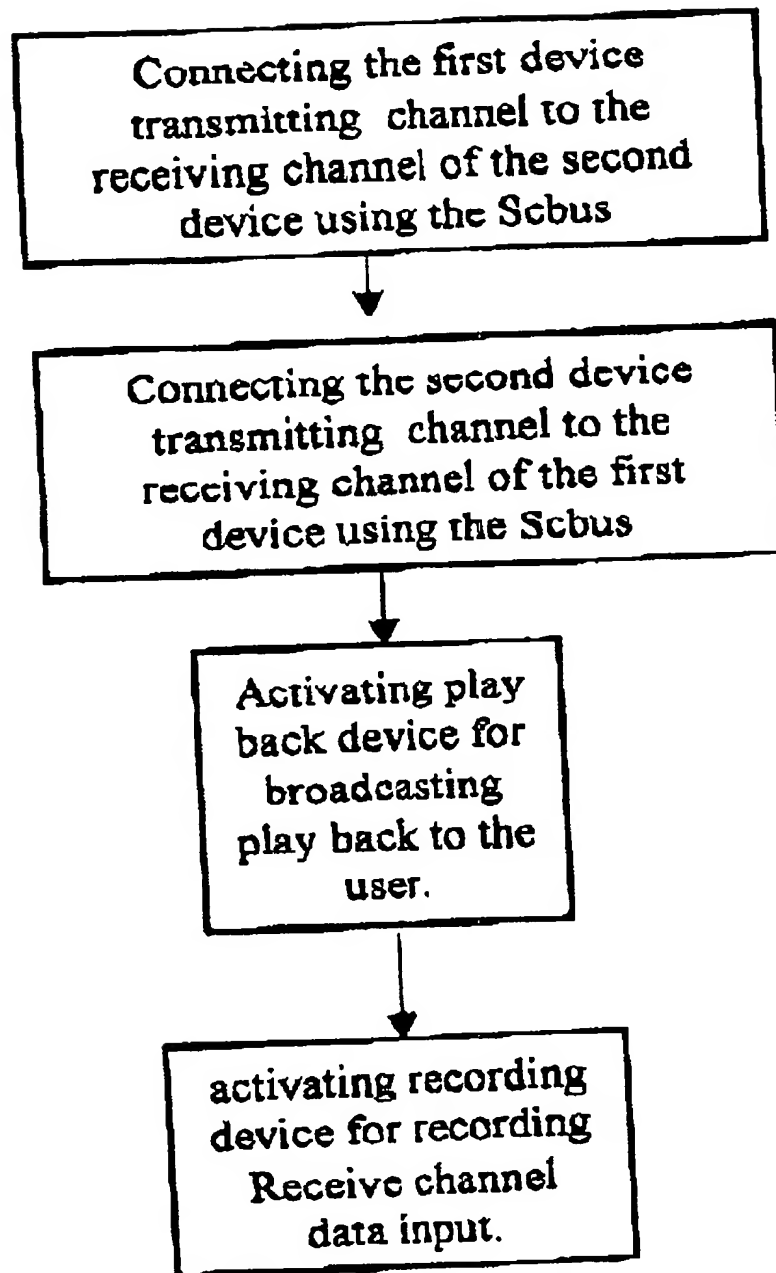 Connecting the first device
transmitting channel to the
receiving channel of the second
device using the Scbus
Connecting the second device
transmitting channel to the
receiving channel of the first
device using the Scbus
Activating play
back device for
broadcasting
play back to the
user.
activating recording
device for recording
Receive channel
data input.